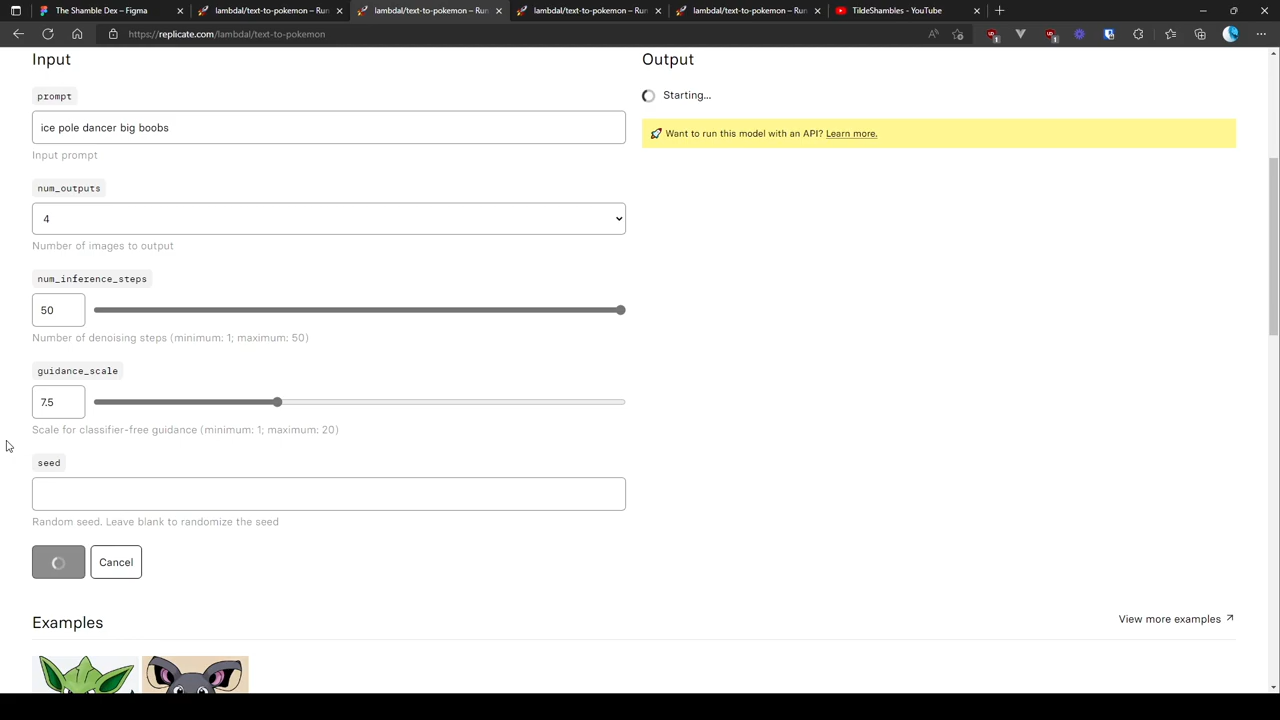 The Shamble Dex – Figma
lambdal/text-to-pokemon – Run
lambdal/text-to-pokemon – Run
lambdal/text-to-pokemon – Run
lambdal/text-to-pokemon – Run
TildeShambles - YouTube
https://replicate.com/lambdal/text-to-pokemon
Input
Output
prompt
Starting...
ice pole dancer big boobs
Want to run this model with an API? Learn more.
Input prompt
num_outputs
4
Number of images to output
num_inference_steps
50
Number of denoising steps (minimum: 1; maximum: 50)
guidance_scale
7.5
Scale for classifier-free guidance (minimum: 1; maximum: 20)
seed
Random seed. Leave blank to randomize the seed
Cancel
Examples
View more examples